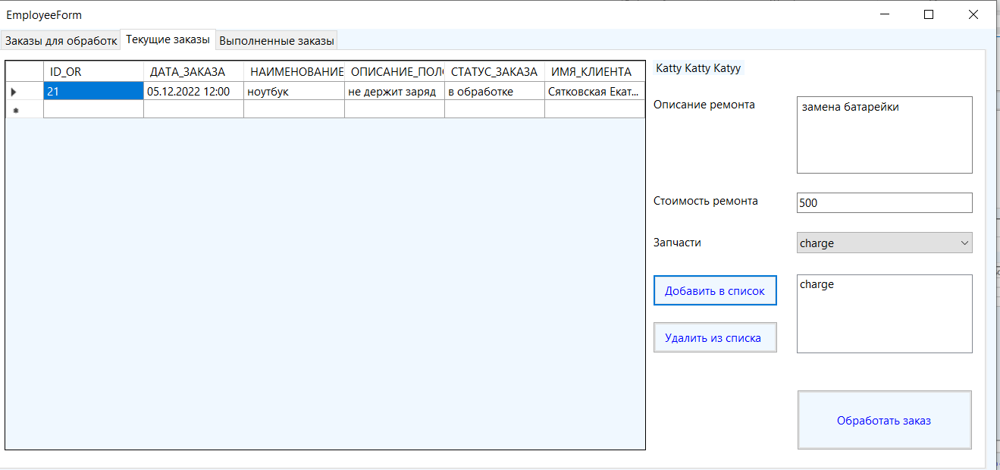 EmployeeForm
Заказы для обработк Текущие заказы Выполненные заказы
ID_OR ДАТА_ЗАКАЗА НАИМЕНОВАНИЕ ОПИСАНИЕ_ПОЛО СТАТУС_ЗАКАЗА ИМЯ_КЛИЕНТА
21 05.12.2022 12:00 ноутбук не держит заряд в обработке Сятковская Екат...
Katty Katty Katyy
Описание ремонта
замена батарейки
Стоимость ремонта
500
Запчасти
charge
Добавить в список
charge
Удалить из списка
Обработать заказ